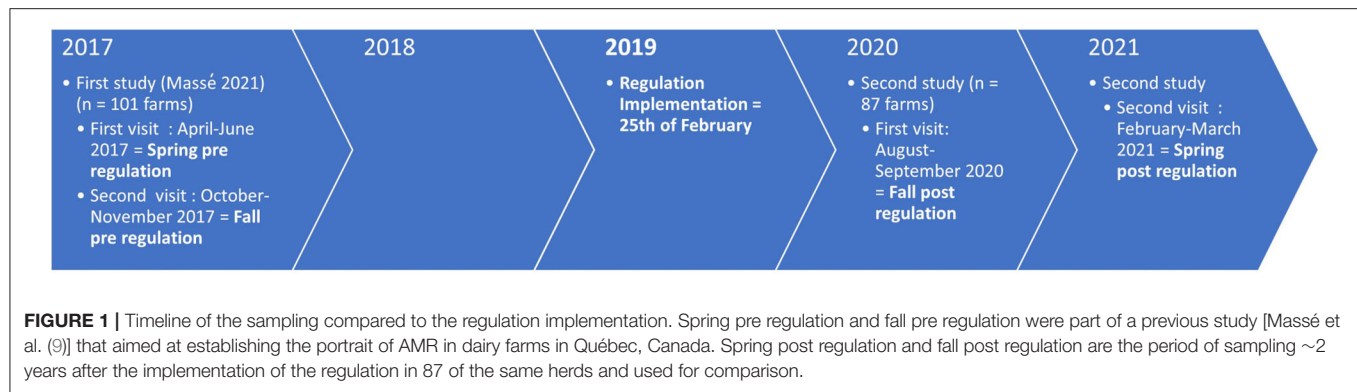 2017
• First study (Massé 2021)
(n = 101 farms)
• First visit : April-June
2017 = Spring pre
regulation
• Second visit : October-
November 2017 = Fall
pre regulation
2018
2019
• Regulation
Implementation =
25th of February
2020
• Second study (n =
87 farms)
• First visit:
August-
September 2020
= Fall post
regulation
2021
• Second study
• Second visit :
February-March
2021 = Spring
post regulation
FIGURE 1 | Timeline of the sampling compared to the regulation implementation. Spring pre regulation and fall pre regulation were part of a previous study [Massé et
al. (9)] that aimed at establishing the portrait of AMR in dairy farms in Québec, Canada. Spring post regulation and fall post regulation are the period of sampling ~2
years after the implementation of the regulation in 87 of the same herds and used for comparison.